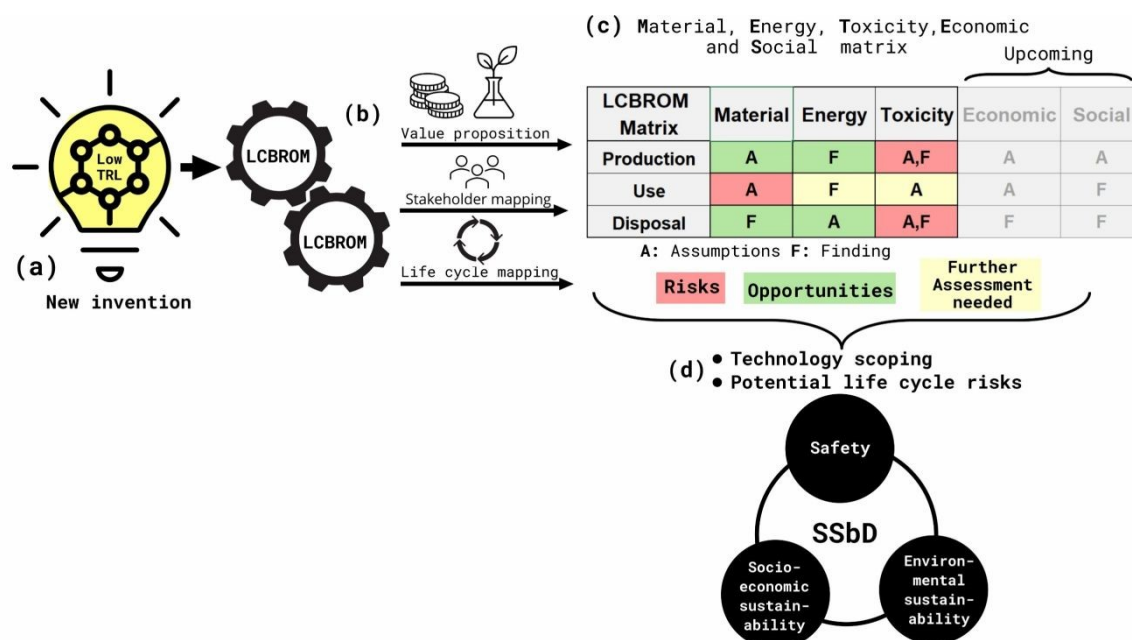 (a)
Low
TRL
New invention
LCBROM
LCBROM
(b)
Value proposition
Stakeholder mapping
Life cycle mapping
(c) Material, Energy, Toxicity,Economic
and Social matrix
Upcoming
LCBROM Matrix Material Energy Toxicity Economic Social
Production A F A,F A A
Use A F A A F
Disposal F A A,F F F
A: Assumptions F: Finding
Risks
Opportunities
Further
Assessment
needed
(d)
● Technology scoping
● Potential life cycle risks
Safety
SSbD
Socio-
economic
sustain-
ability
Environ-
mental
sustain-
ability